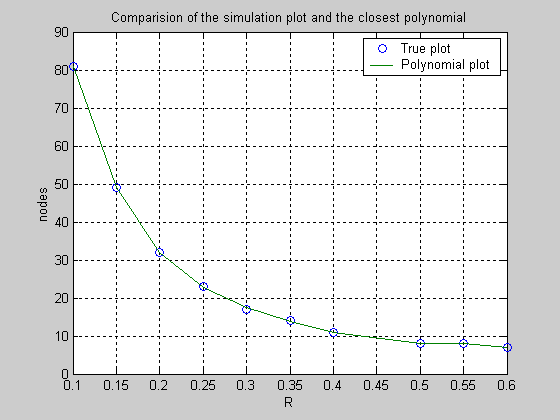 Comparision of the simulation plot and the closest polynomial
True plot
Polynomial plot
90
80
70
60
50
40
30
20
10
0
nodes
0.1 0.15 0.2 0.25 0.3 0.35 0.4 0.45 0.5 0.55 0.6
R